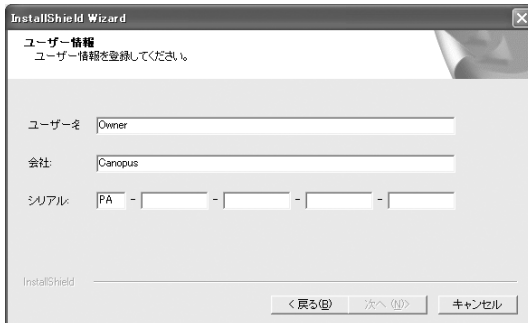 InstallShield Wizard
ユーザー情報
ユーザー情報を登録してください。
ユーザー名 Owner
会社: Canopus
シリアル: PA - - - -
InstallShield
< 戻る(B) 次へ (N)> キャンセル